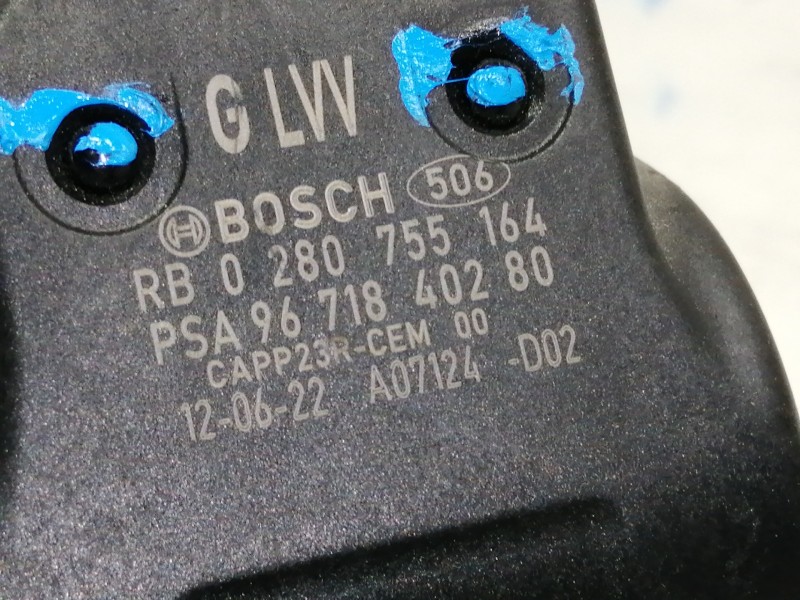 G LW
BOSCH 506
RB 0 280 755 164
PSA 96 718 402 80
CAPP23R-CEM 00
12-06-22 A07124 -D02